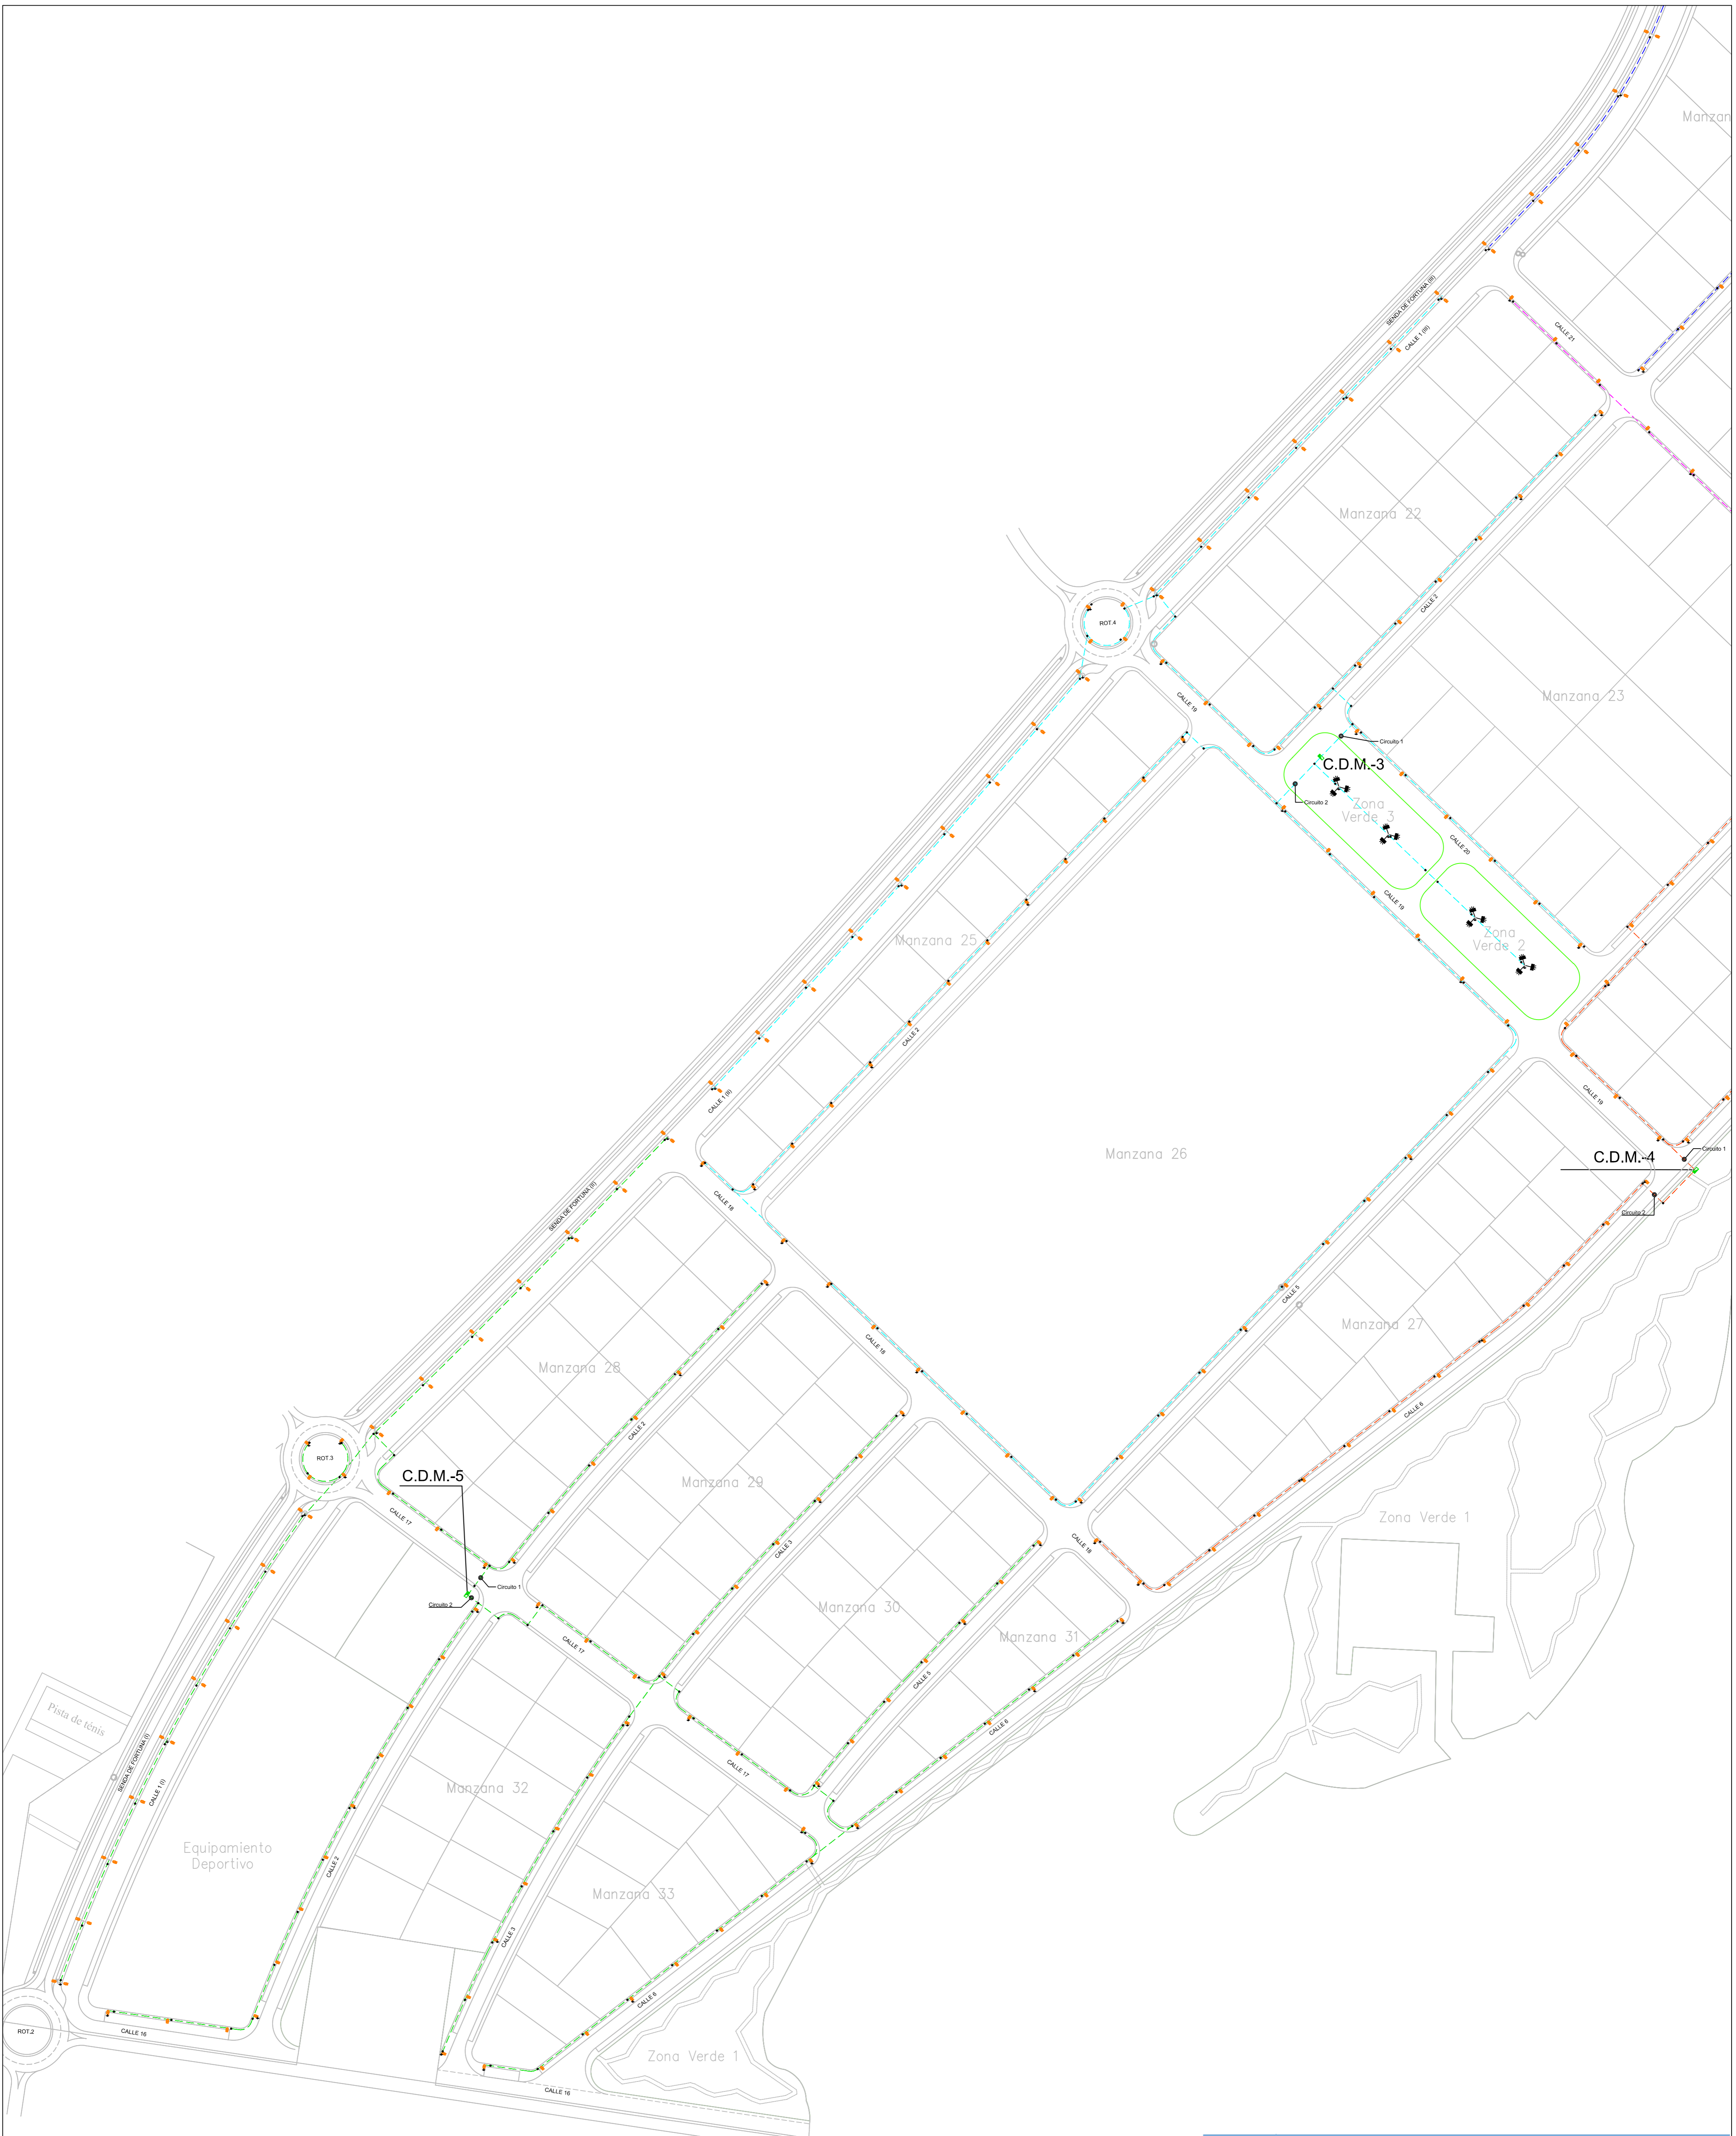 Manzan
SENDA DE FORTUNA (III)
CALLE 1 (III)
CALLE 21
Manzana 22
CALLE 2
ROT.4
Manzana 23
CALLE 19
Circuito 1
C.D.M.-3
Circuito 2
Zona
Verde 3
CALLE 20
CALLE 19
Zona
Verde 2
Manzana 25
CALLE 2
CALLE 1 (II)
CALLE 19
Manzana 26
C.D.M.-4
Circuito 1
Circuito 2
SENDA DE FORTUNA (II)
CALLE 18
CALLE 5
Manzana 27
CALLE 18
Manzana 28
CALLE 6
CALLE 2
ROT.3
C.D.M.-5
Manzana 29
CALLE 17
Zona Verde 1
CALLE 3
CALLE 18
Circuito 1
Circuito 2
Manzana 30
CALLE 17
Manzana 31
CALLE 5
Pista de ténis
CALLE 6
SENDA DE FORTUNA (I)
CALLE 1 (I)
CALLE 17
Manzana 32
Equipamiento
Deportivo
CALLE 2
Manzana 33
CALLE 3
CALLE 6
ROT.2
CALLE 16
Zona Verde 1
CALLE 16